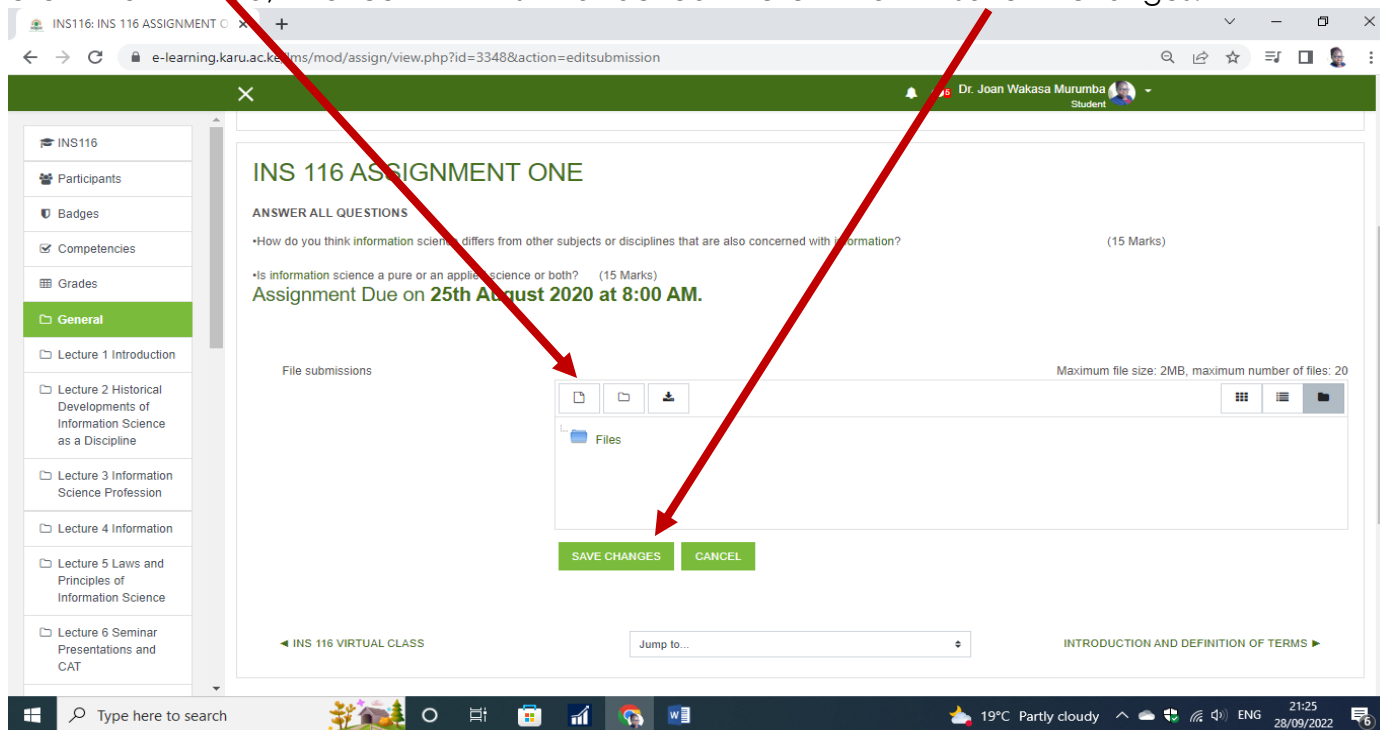 INS116: INS 116 ASSIGNMENT O
e-learning.karu.ac.ke/lms/mod/assign/view.php?id=3348&action=editsubmission
Dr. Joan Wakasa Murumba
Student
INS116
Participants
Badges
Competencies
Grades
General
Lecture 1 Introduction
Lecture 2 Historical
Developments of
Information Science
as a Discipline
Lecture 3 Information
Science Profession
Lecture 4 Information
Lecture 5 Laws and
Principles of
Information Science
Lecture 6 Seminar
Presentations and
CAT
INS 116 ASSIGNMENT ONE
ANSWER ALL QUESTIONS
•How do you think information science differs from other subjects or disciplines that are also concerned with information? (15 Marks)
•Is information science a pure or an applied science or both? (15 Marks)
Assignment Due on 25th August 2020 at 8:00 AM.
File submissions
Maximum file size: 2MB, maximum number of files: 20
Files
SAVE CHANGES CANCEL
◄ INS 116 VIRTUAL CLASS
Jump to...
INTRODUCTION AND DEFINITION OF TERMS ►
Type here to search
19°C Partly cloudy
ENG
21:25
28/09/2022
6